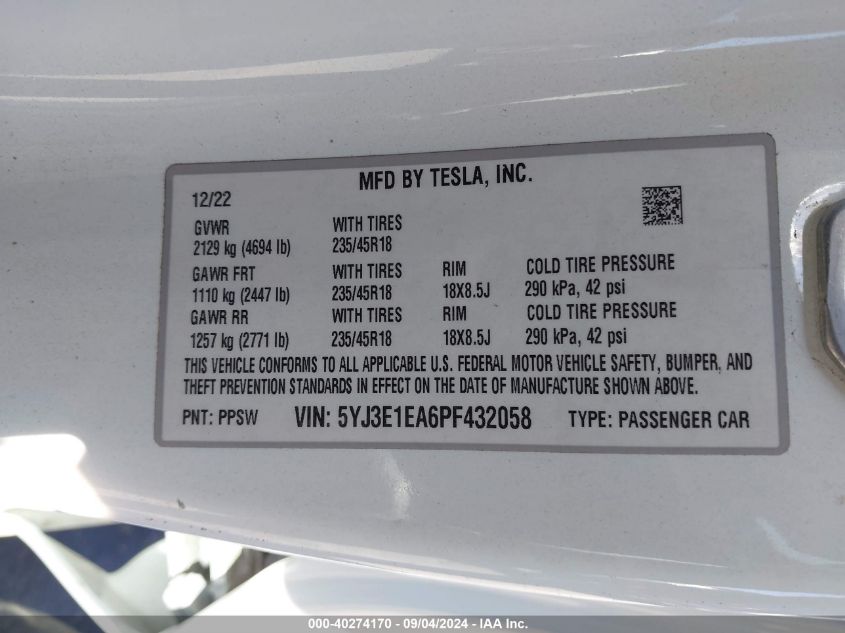 MFD BY TESLA, INC.
12/22
GVWR WITH TIRES
2129 kg (4694 lb) 235/45R18
GAWR FRT WITH TIRES RIM COLD TIRE PRESSURE
1110 kg (2447 lb) 235/45R18 18X8.5J 290 kPa, 42 psi
GAWR RR WITH TIRES RIM COLD TIRE PRESSURE
1257 kg (2771 lb) 235/45R18 18X8.5J 290 kPa, 42 psi
THIS VEHICLE CONFORMS TO ALL APPLICABLE U.S. FEDERAL MOTOR VEHICLE SAFETY, BUMPER, AND
THEFT PREVENTION STANDARDS IN EFFECT ON THE DATE OF MANUFACTURE SHOWN ABOVE.
PNT: PPSW VIN: 5YJ3E1EA6PF432058 TYPE: PASSENGER CAR
000-40274170 - 09/04/2024 - IAA Inc.